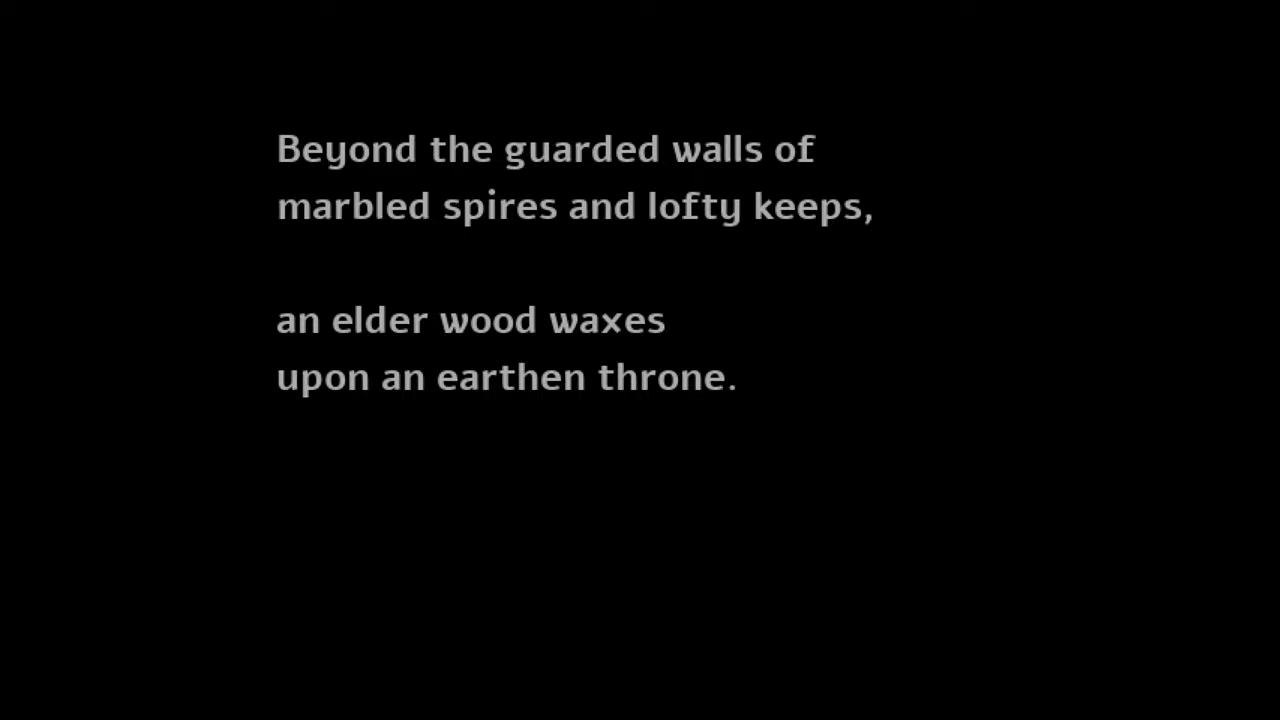 Beyond the guarded walls of
marbled spires and lofty keeps,
an elder wood waxes
upon an earthen throne.